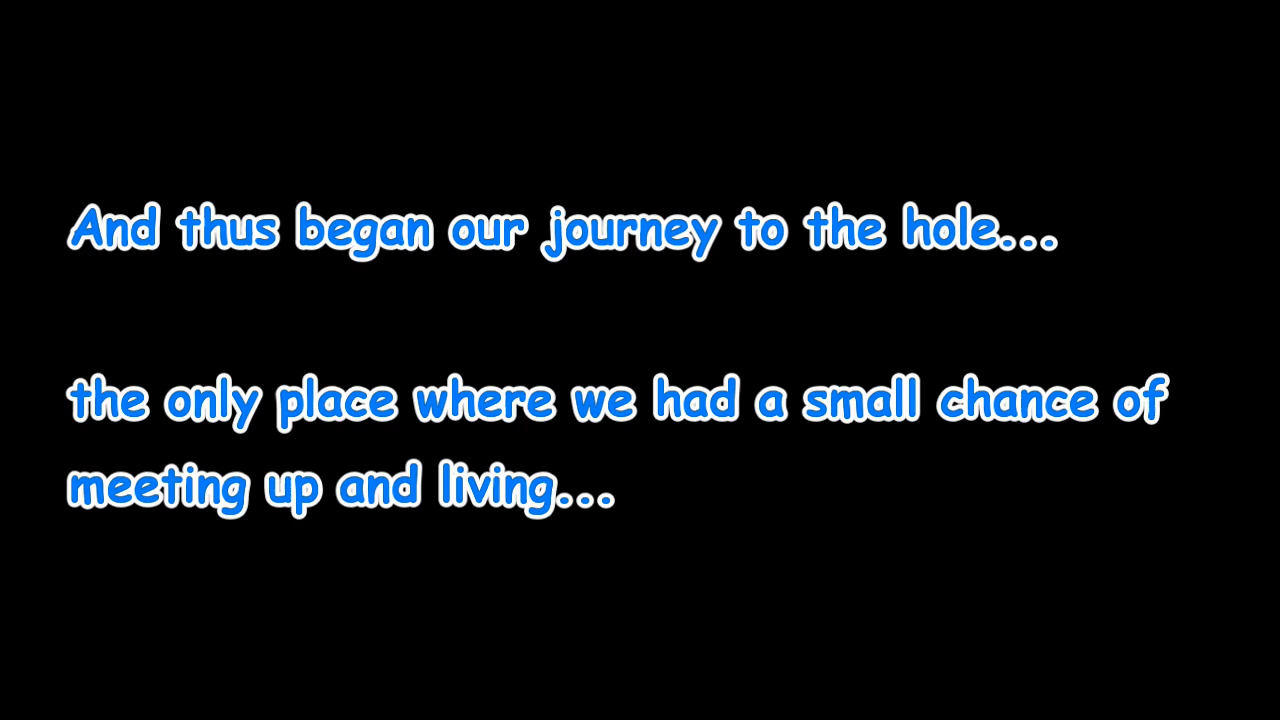 And thus began our journey to the hole...
the only place where we had a small chance of
meeting up and living...